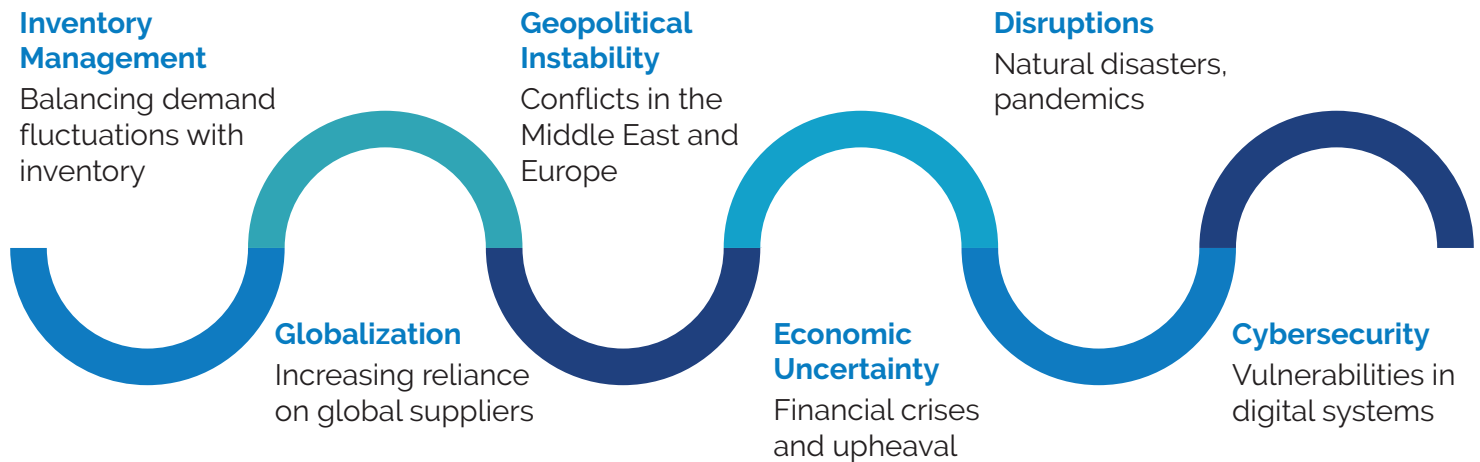 Inventory
Management
Balancing demand
fluctuations with
inventory
Globalization
Increasing reliance
on global suppliers
Geopolitical
Instability
Conflicts in the
Middle East and
Europe
Economic
Uncertainty
Financial crises
and upheaval
Disruptions
Natural disasters,
pandemics
Cybersecurity
Vulnerabilities in
digital systems